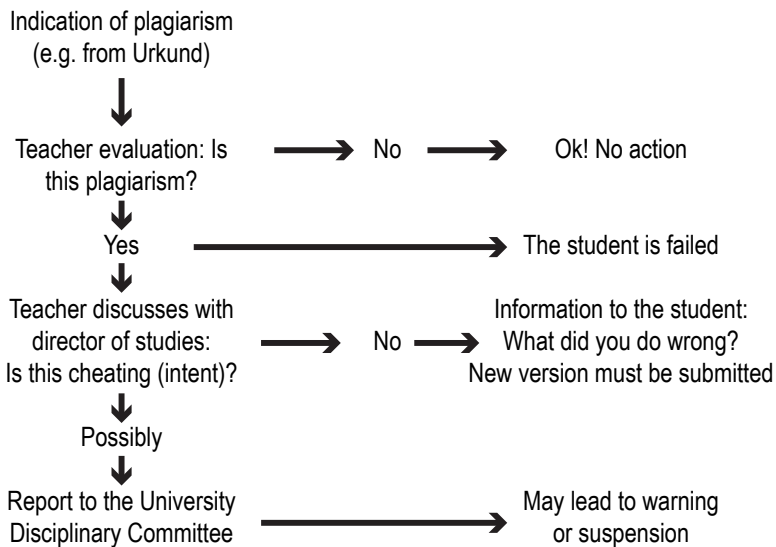 Indication of plagiarism
(e.g. from Urkund)
Teacher evaluation: Is
this plagiarism?
No
Ok! No action
Yes
The student is failed
Teacher discusses with
director of studies:
Is this cheating (intent)?
No
Information to the student:
What did you do wrong?
New version must be submitted
Possibly
Report to the University
Disciplinary Committee
May lead to warning
or suspension